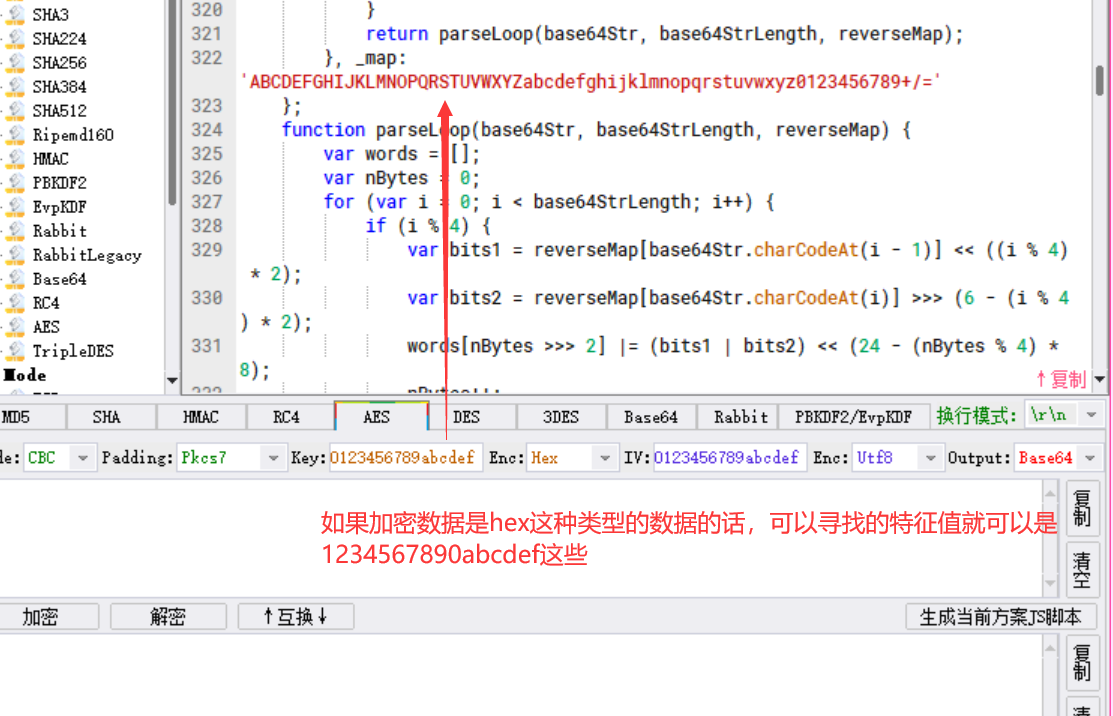 SHA3
SHA224
SHA256
SHA384
SHA512
Ripemd160
HMAC
PBKDF2
EvpKDF
Rabbit
RabbitLegacy
Base64
RC4
AES
TripleDES
Mode
320 }
321 return parseLoop(base64Str, base64StrLength, reverseMap);
322 }, _map:
'ABCDEFGHIJKLMNOPQRSTUVWXYZabcdefghijklmnopqrstuvwxyz0123456789+/='
323 };
324 function parseLoop(base64Str, base64StrLength, reverseMap) {
325 var words = [];
326 var nBytes = 0;
327 for (var i = 0; i < base64StrLength; i++) {
328 if (i % 4) {
329 var bits1 = reverseMap[base64Str.charCodeAt(i - 1)] << ((i % 4)
* 2);
330 var bits2 = reverseMap[base64Str.charCodeAt(i)] >>> (6 - (i % 4
) * 2);
331 words[nBytes >>> 2] |= (bits1 | bits2) << (24 - (nBytes % 4) *
8);
↑复制
MD5 SHA HMAC RC4 AES DES 3DES Base64 Rabbit PBKDF2/EvpKDF 换行模式: \r\n
de: CBC Padding: Pkcs7 Key: 0123456789abcdef Enc: Hex IV: 0123456789abcdef Enc: Utf8 Output: Base64
如果加密数据是hex这种类型的数据的话，可以寻找的特征值就可以是
1234567890abcdef这些
复制
清空
加密 解密 ↑互换↓ 生成当前方案JS脚本
复制